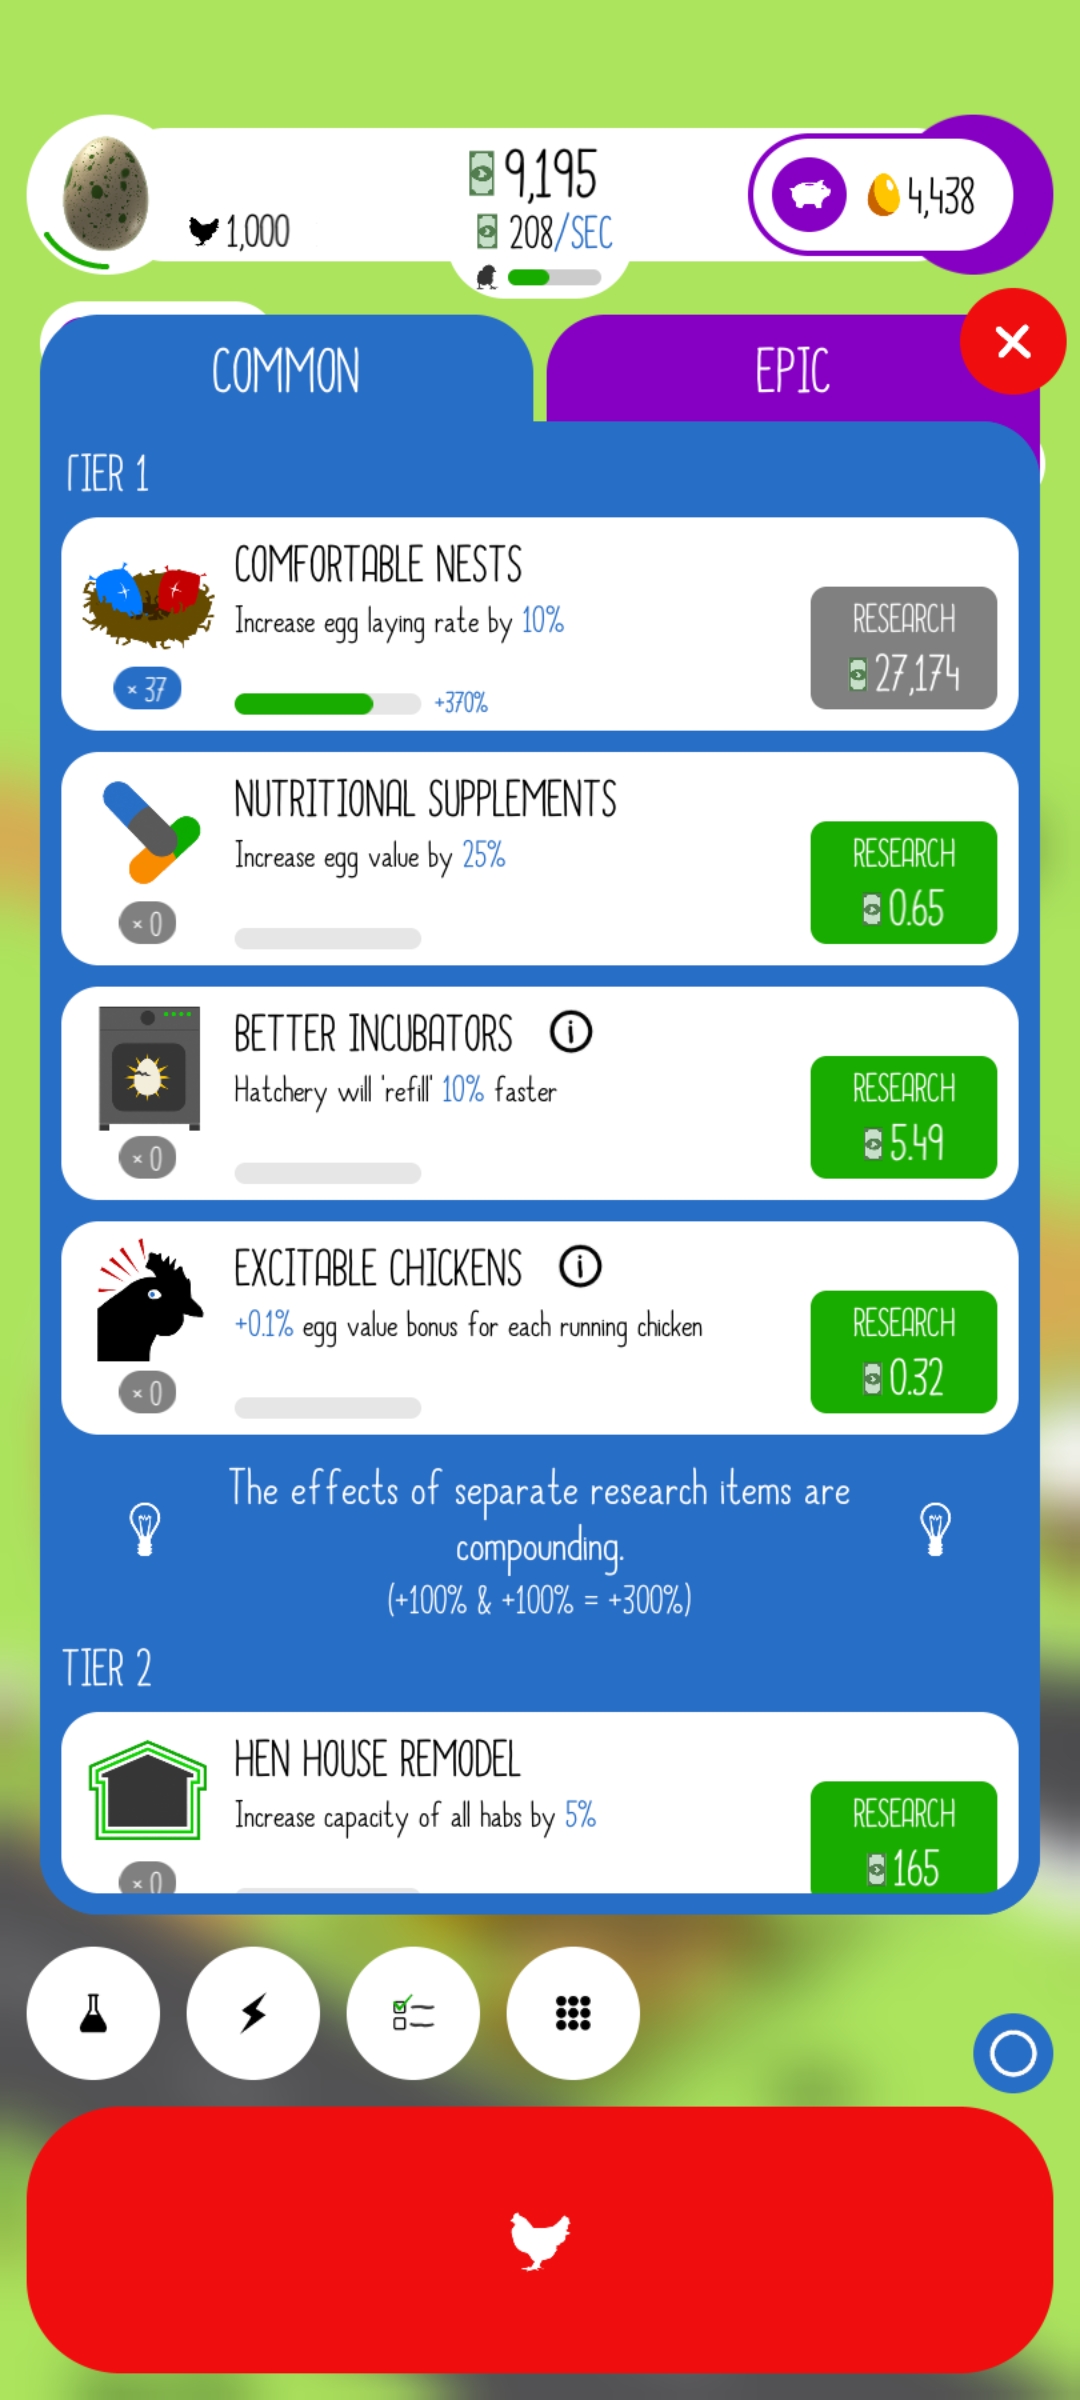 9,195
1,000
208/SEC
4,438
COMMON
EPIC
TIER 1
COMFORTABLE NESTS
Increase egg laying rate by 10%
RESEARCH
27,174
× 37
+370%
NUTRITIONAL SUPPLEMENTS
Increase egg value by 25%
RESEARCH
0.65
× 0
BETTER INCUBATORS
Hatchery will 'refill' 10% faster
RESEARCH
5.49
× 0
EXCITABLE CHICKENS
+0.1% egg value bonus for each running chicken
RESEARCH
0.32
× 0
The effects of separate research items are
compounding.
(+100% & +100% = +300%)
TIER 2
HEN HOUSE REMODEL
Increase capacity of all habs by 5%
RESEARCH
165
× 0